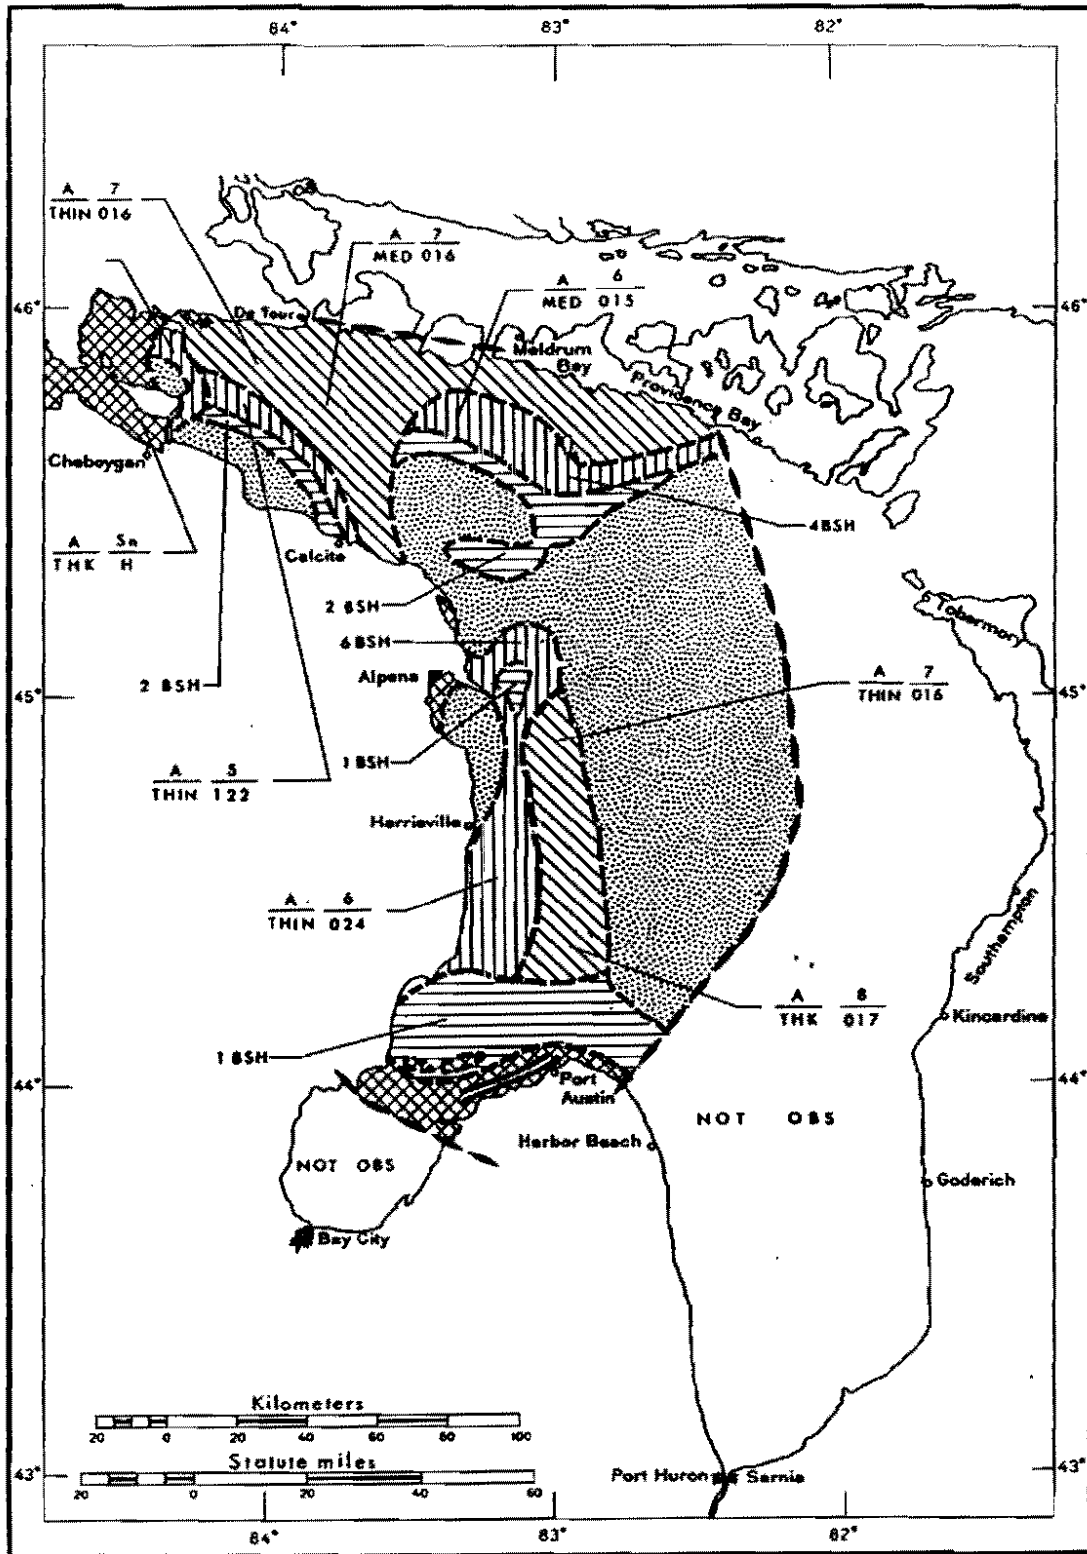 84° 83° 82°
A 7
THIN 016
A 7
MED 016
A 6
MED 015
46° 46°
De Tour
Meldrum
Bay
Providence Bay
Cheboygan
4 BSH
A Sn
THK H
Calcite
2 BSH
Tobermory
6 BSH
Alpena
A 7
THIN 016
2 BSH
45° 45°
1 BSH
A 5
THIN 122
Harrisville
A 6
THIN 024
Southampton
A 8
THK 017
Kincardine
1 BSH
44° 44°
Port
Austin
NOT OBS
Harbor Beach
NOT OBS
Goderich
Bay City
Kilometers
20 0 20 40 60 80 100
Statute miles
20 0 20 40 60
Port Huron Sarnia
43° 43°
84° 83° 82°